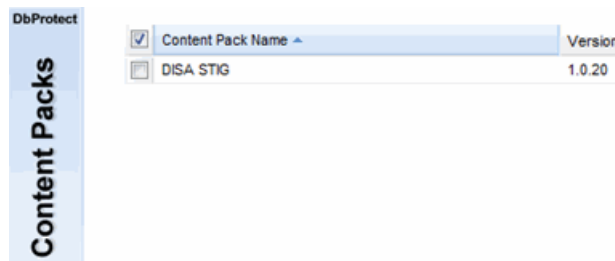 DbProtect
Content Packs
Content Pack Name Version
DISA STIG 1.0.20